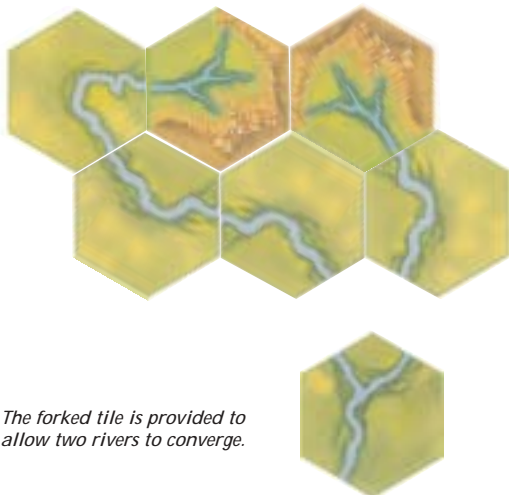 The forked tile is provided to
allow two rivers to converge.